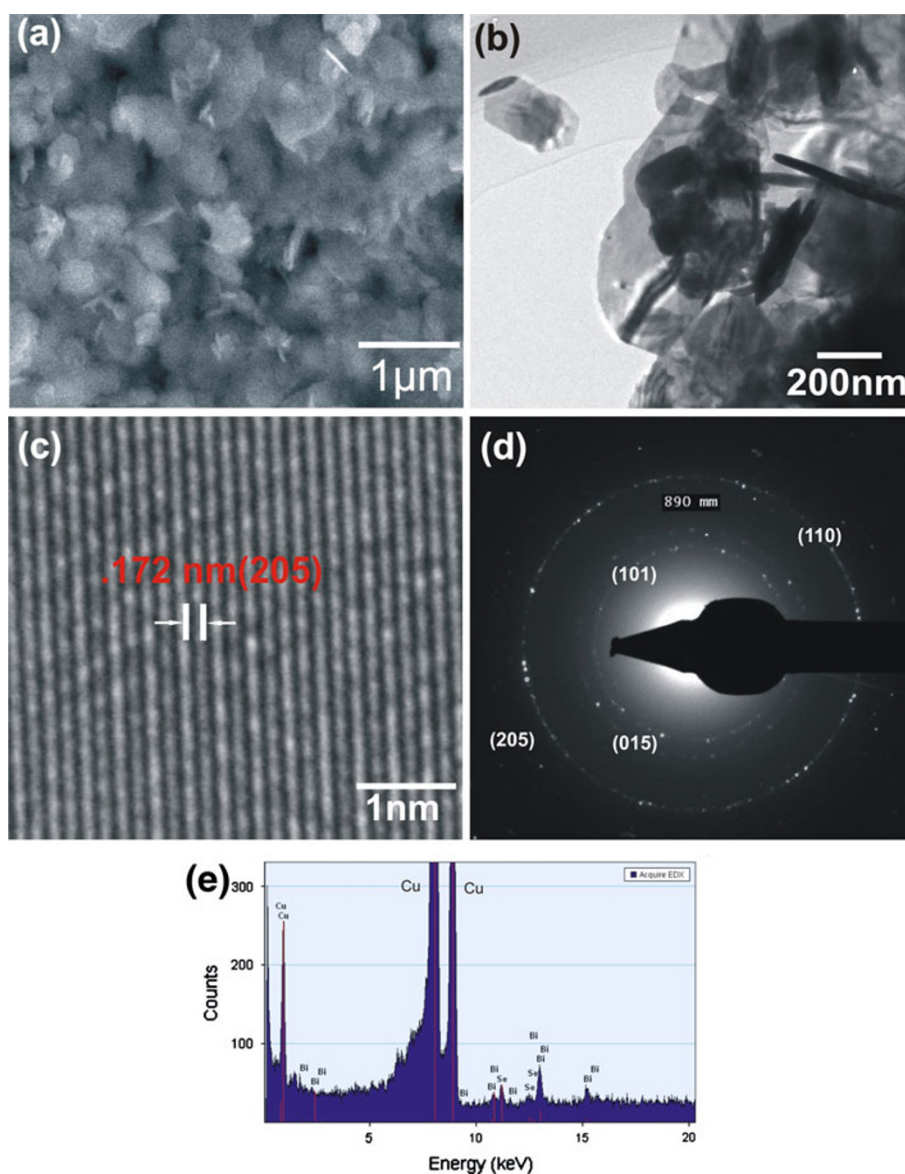 (a)
1µm
(b)
200nm
(c)
.172 nm(205)
1nm
(d)
890 mm
(110)
(101)
(205)
(015)
(e)
300
200
100
Counts
Cu
Cu
Cu
Cu
Acquire EDX
Bi
Bi
Bi
Bi
Bi
Bi
Se
Bi
Bi
Bi
Bi
Se
Se
Bi
Bi
5
10
15
20
Energy (keV)